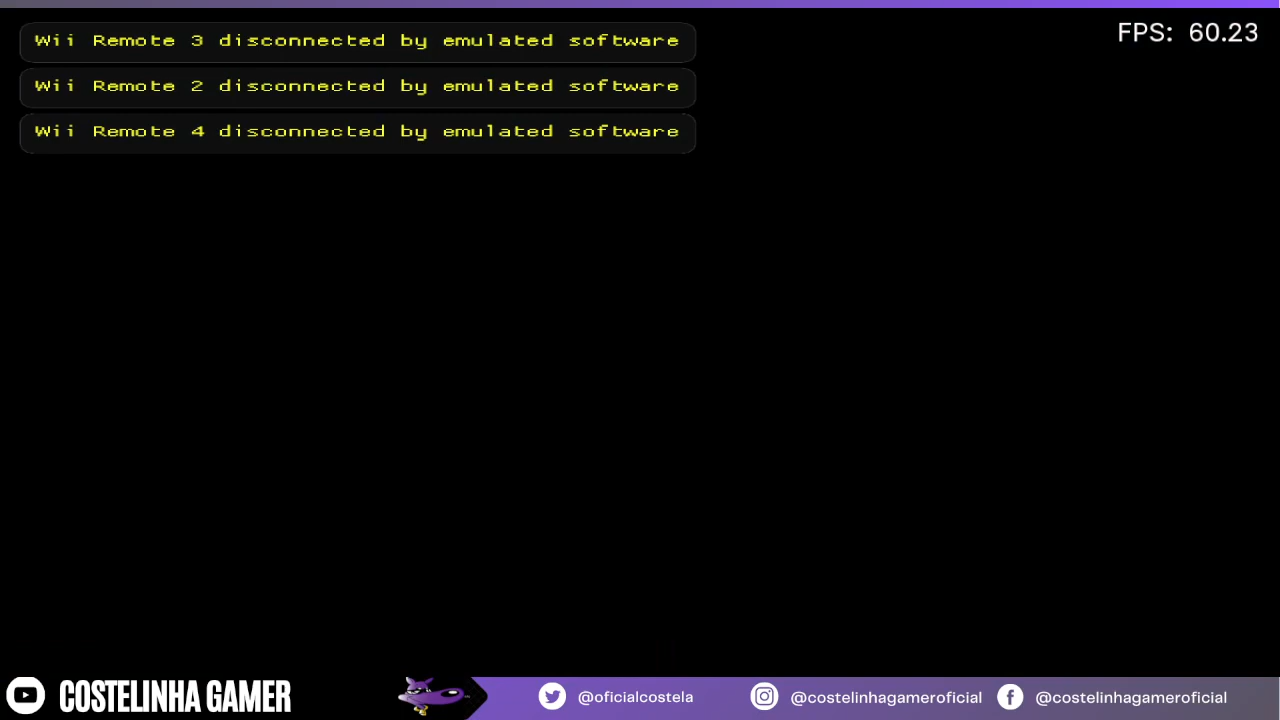 Wii Remote 3 disconnected by emulated software
FPS: 60.23
Wii Remote 2 disconnected by emulated software
Wii Remote 4 disconnected by emulated software
COSTELINHA GAMER
@oficialcostela
@costelinhagameroficial
@costelinhagameroficial